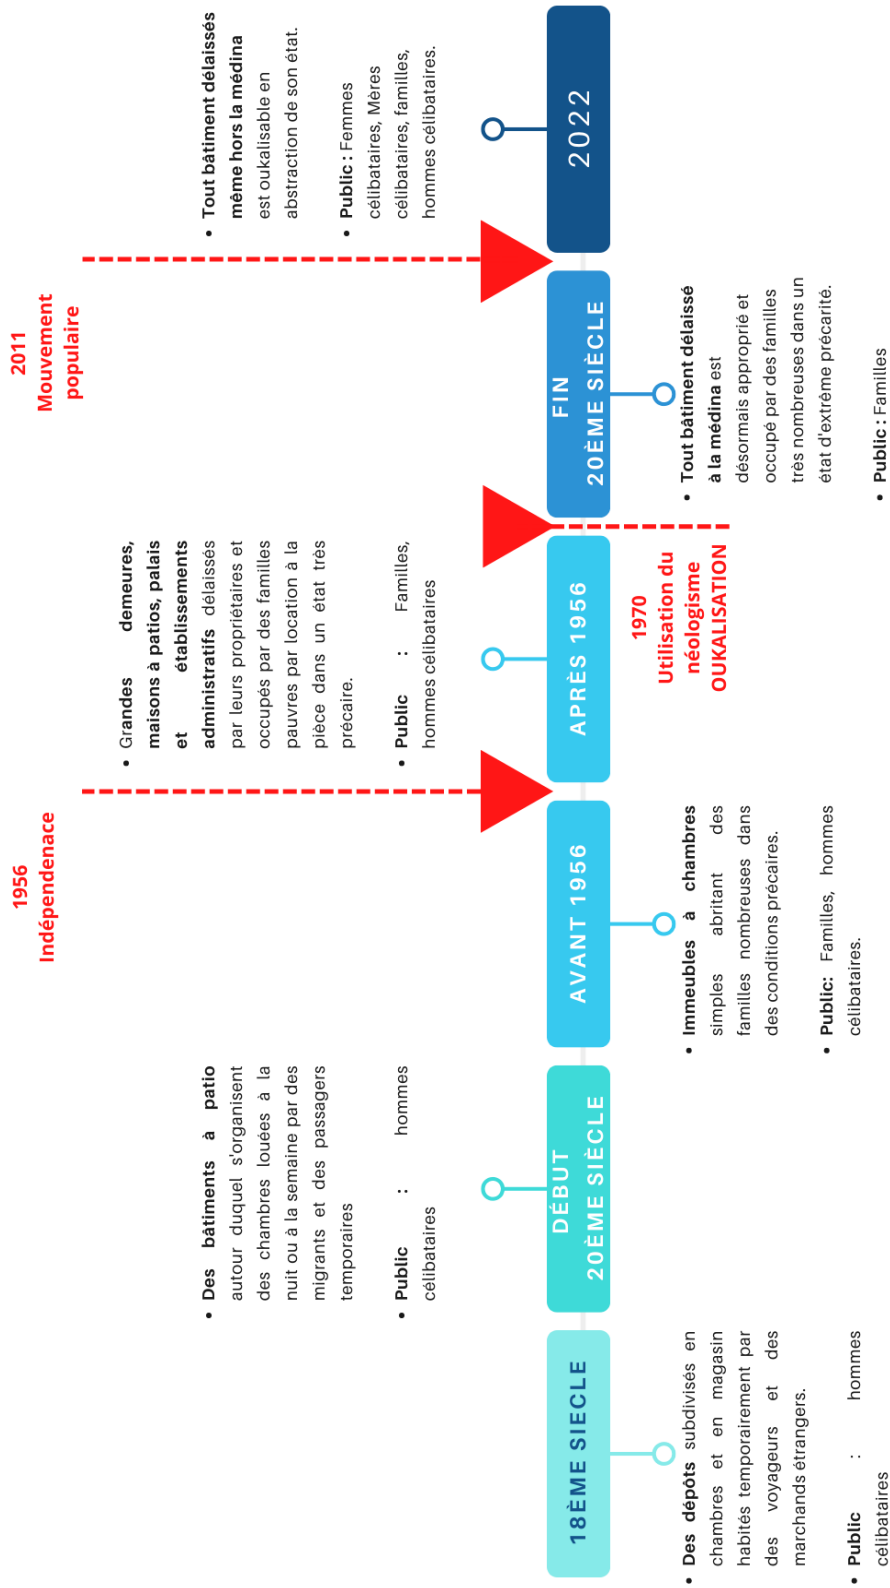 1956
Indépenenace
2011
Mouvement
populaire
• Des bâtiments à patio
autour duquel s'organisent
des chambres louées à la
nuit ou à la semaine par des
migrants et des passagers
temporaires
• Public : hommes
célibataires
• Grandes demeures,
maisons à patios, palais
et établissements
administratifs délaissés
par leurs propriétaires et
occupés par des familles
pauvres par location à la
pièce dans un état très
précaire.
• Public : Familles,
hommes célibataires
• Tout bâtiment délaissés
même hors la médina
est oukalisable en
abstraction de son état.
• Public : Femmes
célibataires, Mères
célibataires, familles,
hommes célibataires.
18ÈME SIECLE
DÉBUT
20ÈME SIÈCLE
AVANT 1956
APRÈS 1956
FIN
20ÈME SIÈCLE
2022
• Des dépôts subdivisés en
chambres et en magasin
habités temporairement par
des voyageurs et des
marchands étrangers.
• Public : hommes
célibataires
• Immeubles à chambres
simples abritant des
familles nombreuses dans
des conditions précaires.
• Public: Familles, hommes
célibataires.
1970
Utilisation du
néologisme
OUKALISATION
• Tout bâtiment délaissé
à la médina est
désormais approprié et
occupé par des familles
très nombreuses dans un
état d'extrême précarité.
• Public : Familles